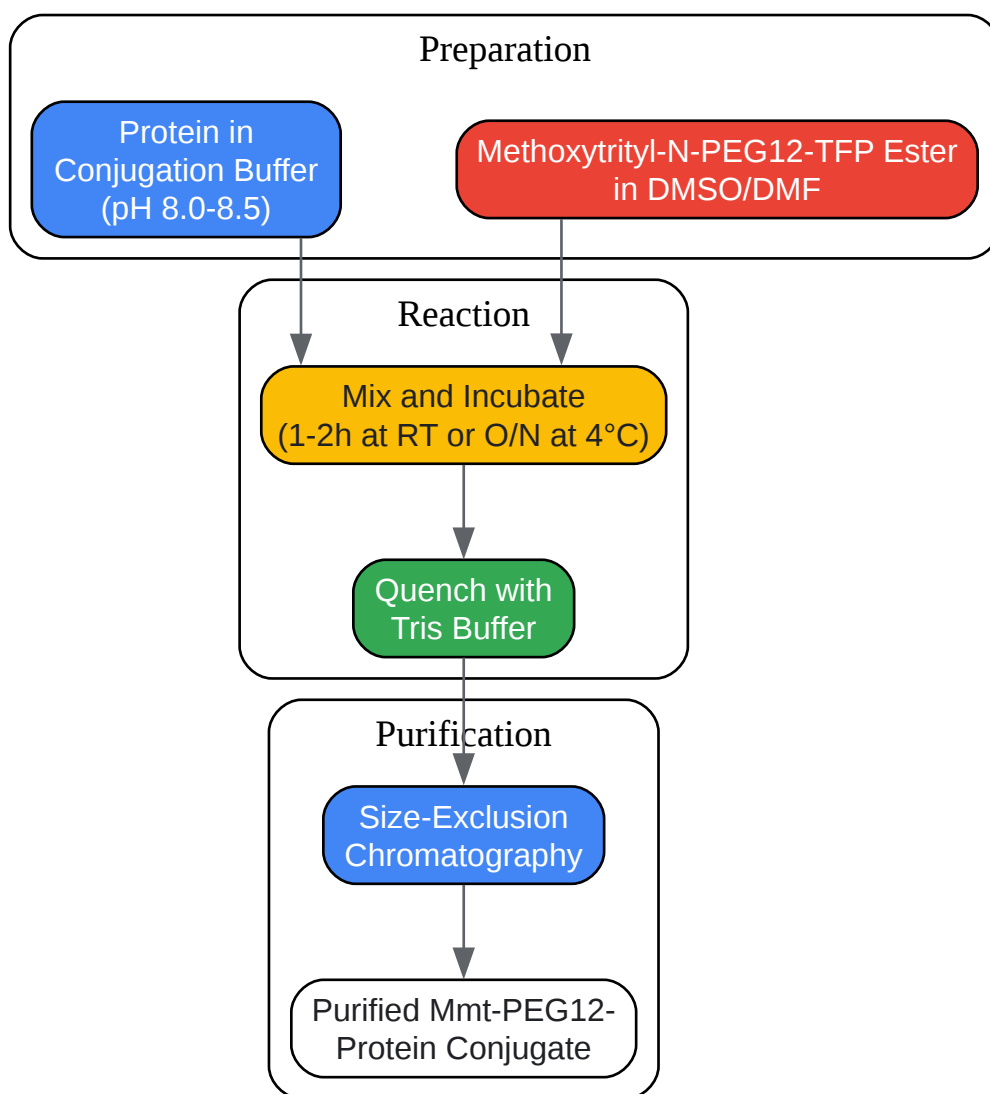 Preparation
Protein in
Conjugation Buffer
(pH 8.0-8.5)
Methoxytrityl-N-PEG12-TFP Ester
in DMSO/DMF
Reaction
Mix and Incubate
(1-2h at RT or O/N at 4°C)
Quench with
Tris Buffer
Purification
Size-Exclusion
Chromatography
Purified Mmt-PEG12-
Protein Conjugate